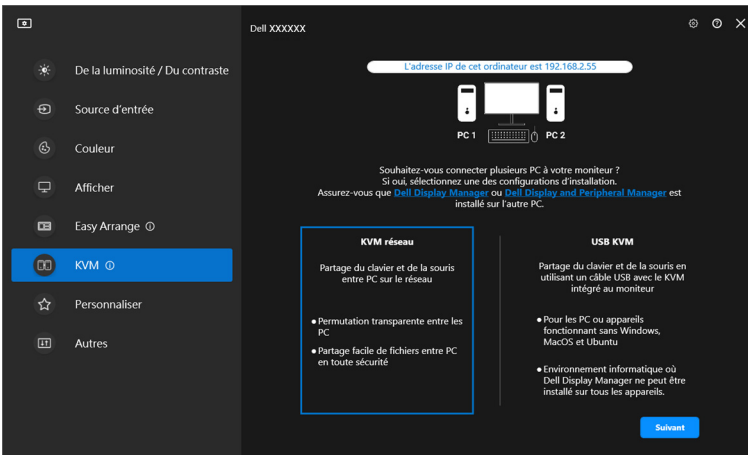 Dell XXXXXX
De la luminosité / Du contraste
Source d'entrée
Couleur
Afficher
Easy Arrange
KVM
Personnaliser
Autres
L'adresse IP de cet ordinateur est 192.168.2.55
PC 1
PC 2
Souhaitez-vous connecter plusieurs PC à votre moniteur ?
Si oui, sélectionnez une des configurations d'installation.
Assurez-vous que Dell Display Manager ou Dell Display and Peripheral Manager est
installé sur l'autre PC.
KVM réseau
Partage du clavier et de la souris
entre PC sur le réseau
• Permutation transparente entre les
PC
• Partage facile de fichiers entre PC
en toute sécurité
USB KVM
Partage du clavier et de la souris en
utilisant un câble USB avec le KVM
intégré au moniteur
• Pour les PC ou appareils
fonctionnant sans Windows,
MacOS et Ubuntu
• Environnement informatique où
Dell Display Manager ne peut être
installé sur tous les appareils.
Suivant